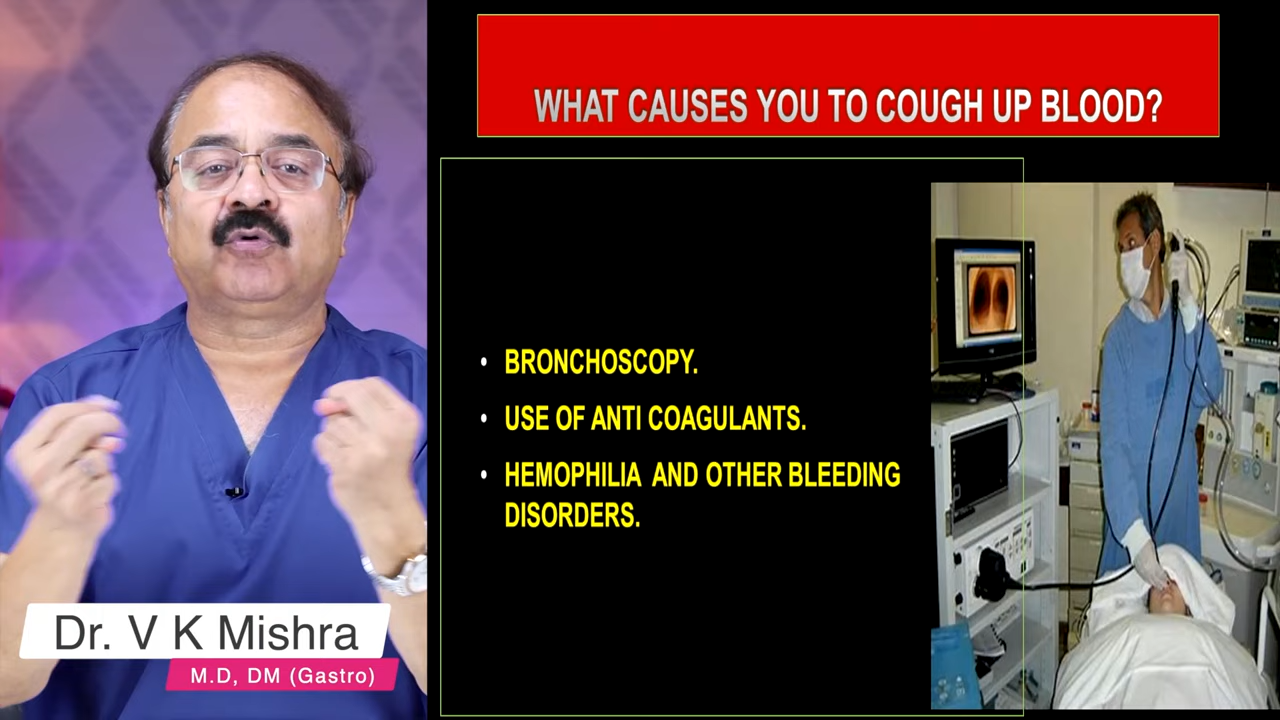 WHAT CAUSES YOU TO COUGH UP BLOOD?
• BRONCHOSCOPY.
• USE OF ANTI COAGULANTS.
• HEMOPHILIA AND OTHER BLEEDING
DISORDERS.
Dr. V K Mishra
M.D, DM (Gastro)